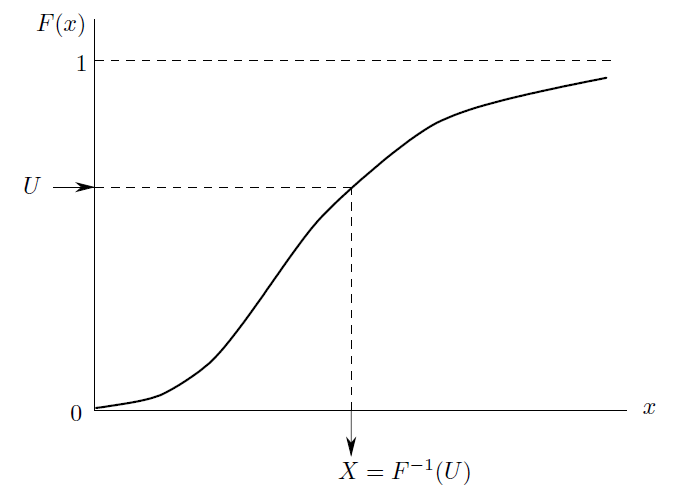 F(x)
1
U
0
x
X = F⁻¹(U)